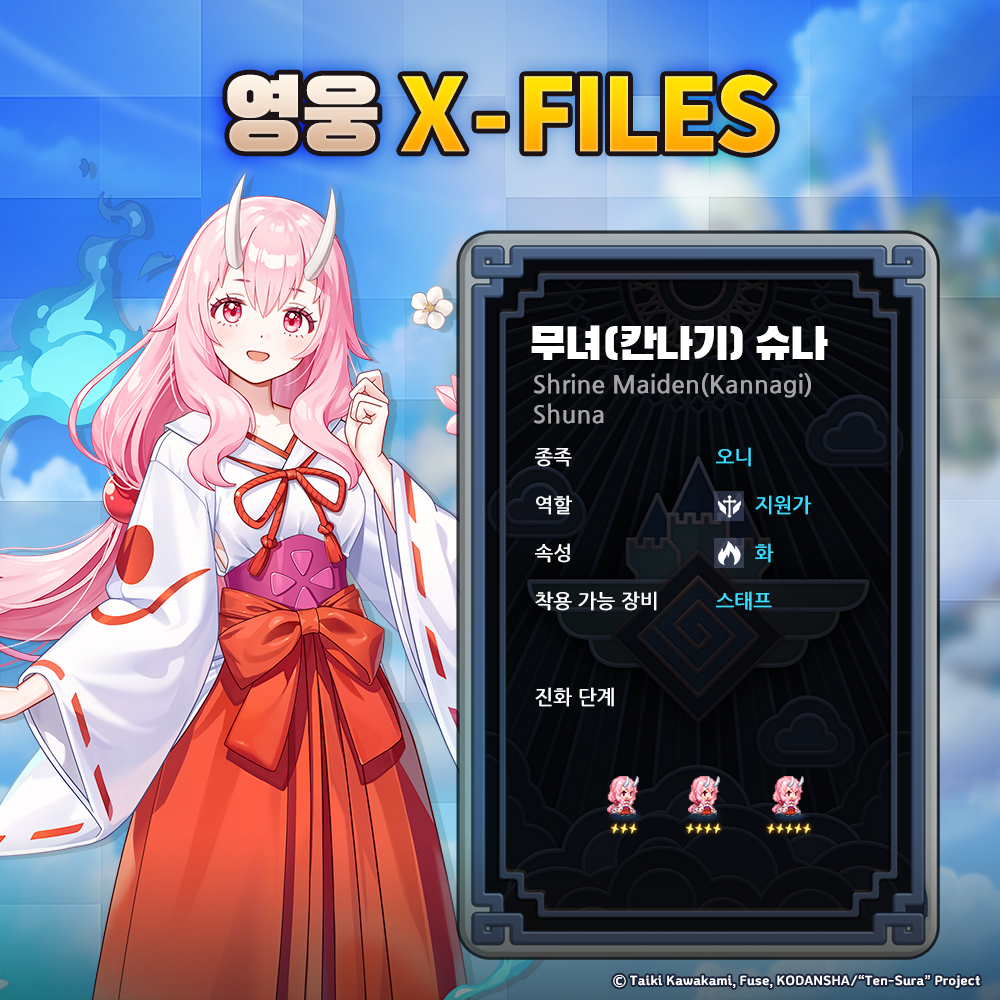 영웅 X-FILES
무녀(칸나기) 슈나
Shrine Maiden(Kannagi)
Shuna
종족 오니
역할 지원가
속성 화
착용 가능 장비 스태프
진화 단계
© Taiki Kawakami, Fuse, KODANSHA/“Ten-Sura” Project